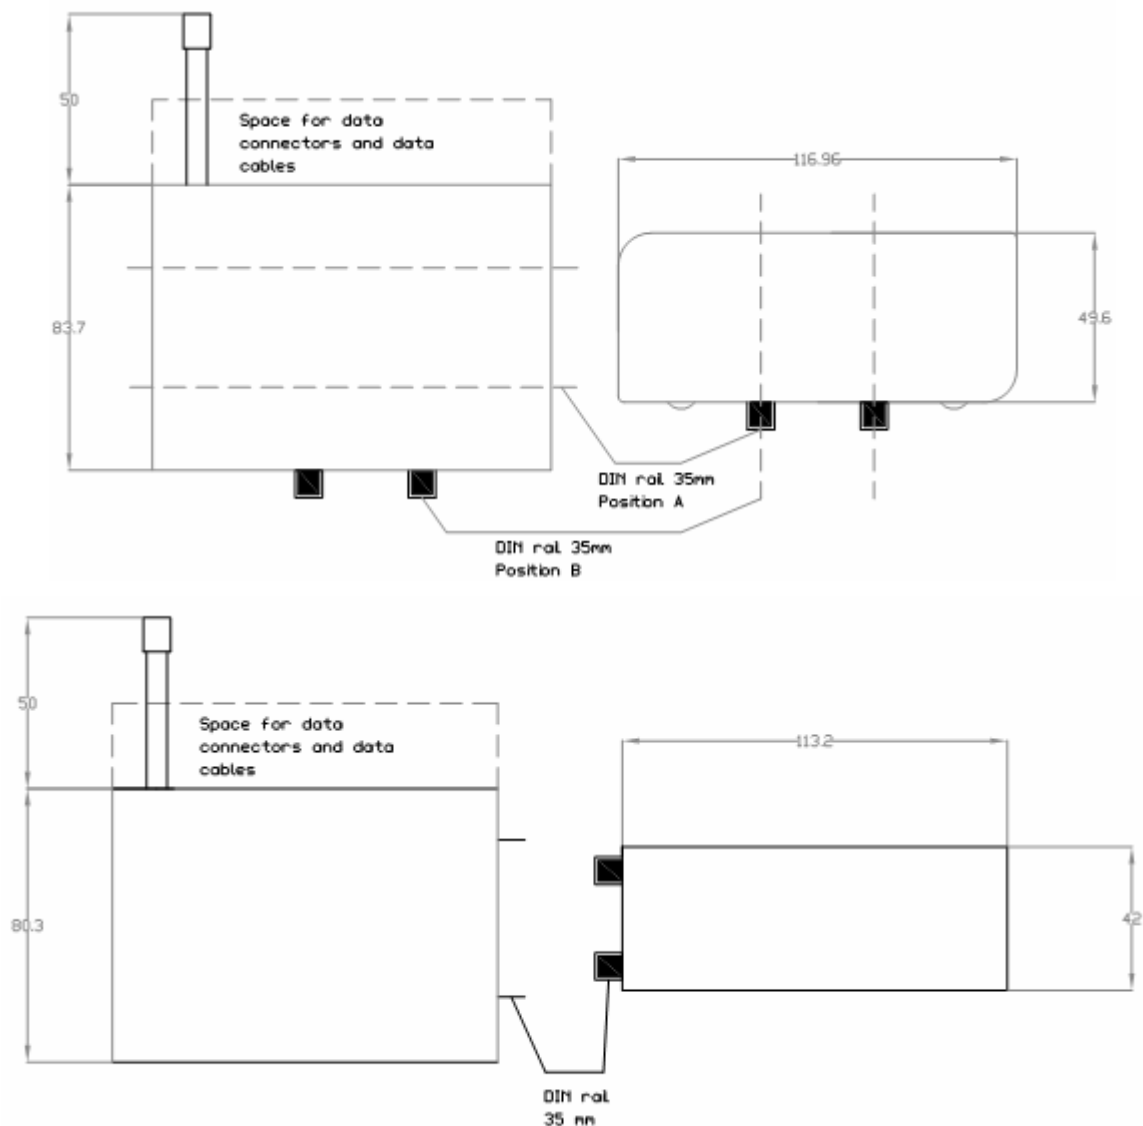 50
Space for data
connectors and data
cables
116.96
83.7
49.6
DIN rail 35mm
Position A
DIN rail 35mm
Position B
50
Space for data
connectors and data
cables
113.2
80.3
42
DIN rail
35 mm